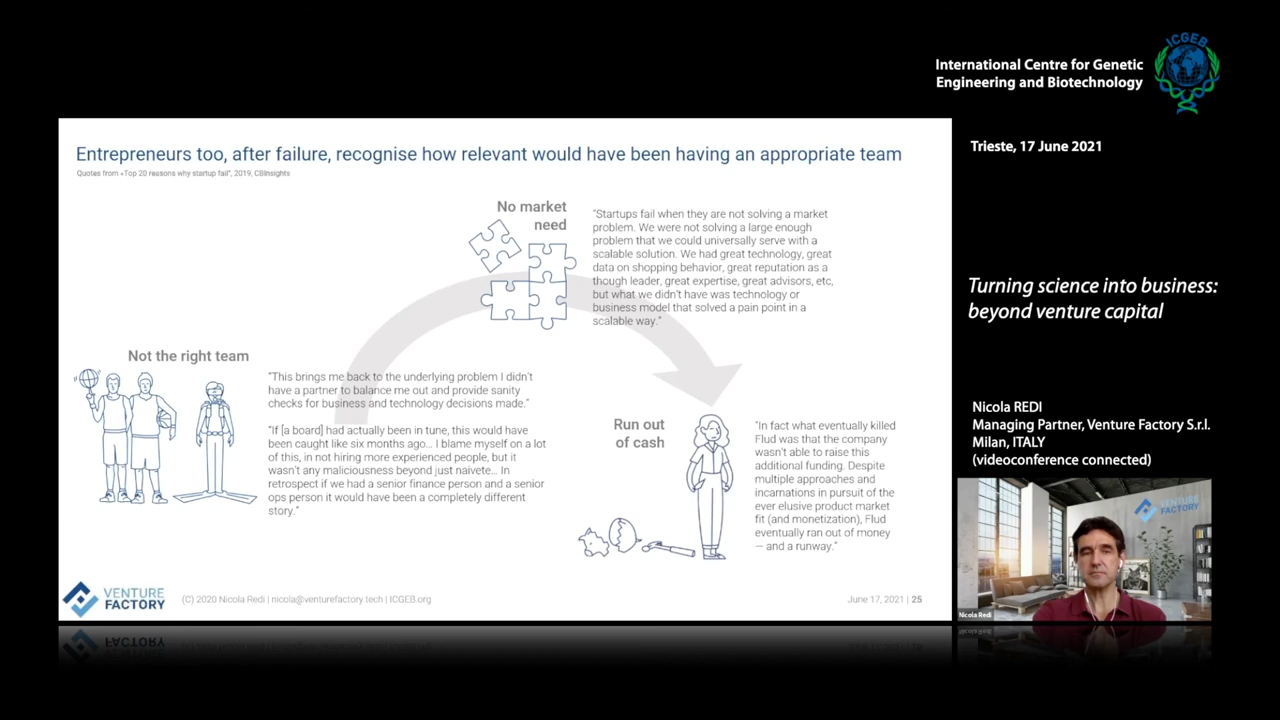 ICGEB
International Centre for Genetic
Engineering and Biotechnology
Trieste, 17 June 2021
Entrepreneurs too, after failure, recognise how relevant would have been having an appropriate team
Quotes from «Top 20 reasons why startup fail", 2019, CBInsights
No market
need
"Startups fail when they are not solving a market
problem. We were not solving a large enough
problem that we could universally serve with a
scalable solution. We had great technology, great
data on shopping behavior, great reputation as a
though leader, great expertise, great advisors, etc,
but what we didn't have was technology or
business model that solved a pain point in a
scalable way."
Not the right team
"This brings me back to the underlying problem I didn't
have a partner to balance me out and provide sanity
checks for business and technology decisions made."
"If [a board] had actually been in tune, this would have
been caught like six months ago... I blame myself on a lot
of this, in not hiring more experienced people, but it
wasn't any maliciousness beyond just naivete... In
retrospect if we had a senior finance person and a senior
ops person it would have been a completely different
story."
Run out
of cash
"In fact what eventually killed
Flud was that the company
wasn't able to raise this
additional funding. Despite
multiple approaches and
incarnations in pursuit of the
ever elusive product market
fit (and monetization), Flud
eventually ran out of money
— and a runway."
VENTURE
FACTORY
(C) 2020 Nicola Redi | nicola@venturefactory.tech | ICGEB.org
June 17, 2021 | 25
Turning science into business:
beyond venture capital
Nicola REDI
Managing Partner, Venture Factory S.r.l.
Milan, ITALY
(videoconference connected)
VENTURE
FACTORY
Nicola Redi